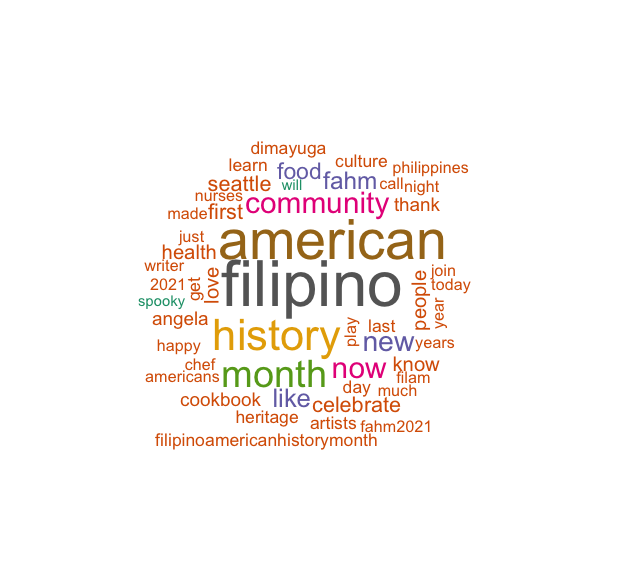 dimayuga
learn food culture philippines
seattle will fahm call night
nurses
made first community thank
just american
health
writer filipino people join
2021 get love today
spooky year
angela history play last
happy new years
chef month now know
americans filam
cookbook like day much
celebrate
heritage artists fahm2021
filipinoamericanhistorymonth